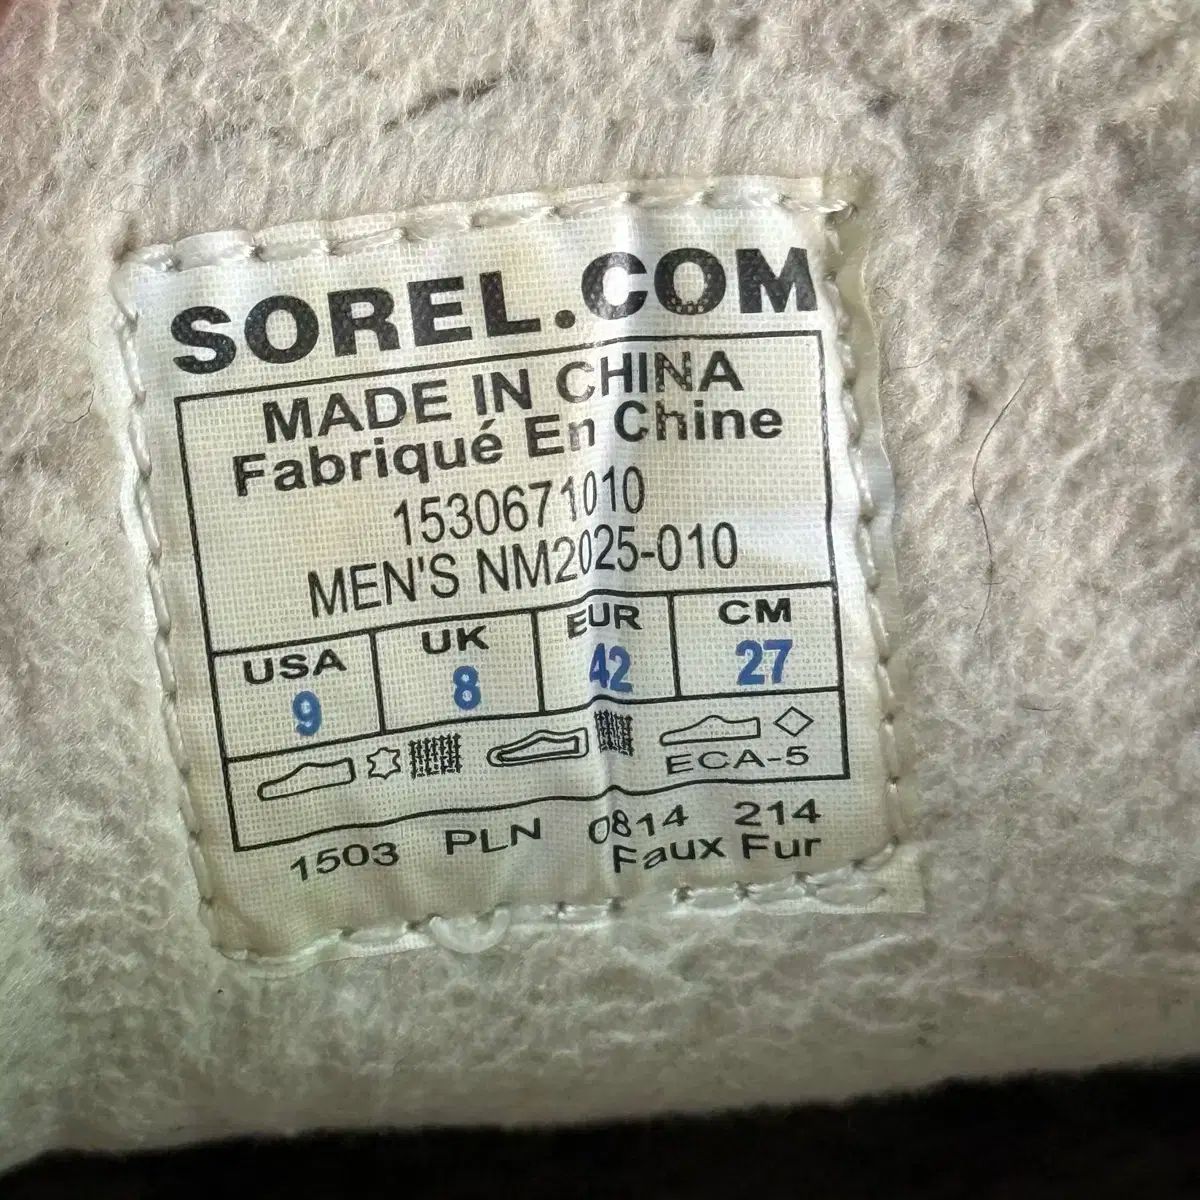 SOREL.COM
MADE IN CHINA
Fabriqué En Chine
1530671010
MEN'S NM2025-010
USA UK EUR CM
9 8 42 27
ECA-5
1503 PLN 0814 214
Faux Fur